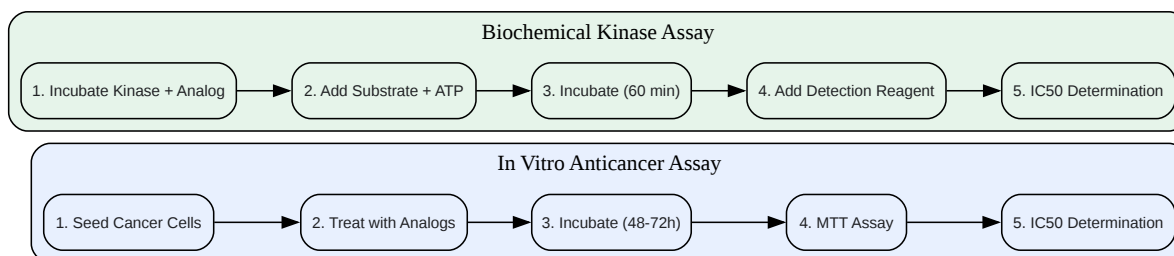 Biochemical Kinase Assay
1. Incubate Kinase + Analog
2. Add Substrate + ATP
3. Incubate (60 min)
4. Add Detection Reagent
5. IC50 Determination
In Vitro Anticancer Assay
1. Seed Cancer Cells
2. Treat with Analogs
3. Incubate (48-72h)
4. MTT Assay
5. IC50 Determination